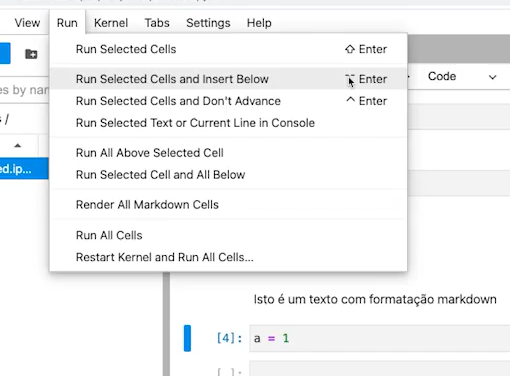 View Run Kernel Tabs Settings Help
Run Selected Cells ⇧ Enter
Code
Run Selected Cells and Insert Below Enter
es by nam
Run Selected Cells and Don't Advance ^ Enter
/
Run Selected Text or Current Line in Console
Run All Above Selected Cell
ed.ip...
Run Selected Cell and All Below
Render All Markdown Cells
Run All Cells
Restart Kernel and Run All Cells...
Isto é um texto com formatação markdown
[4]: a = 1
[ ]: